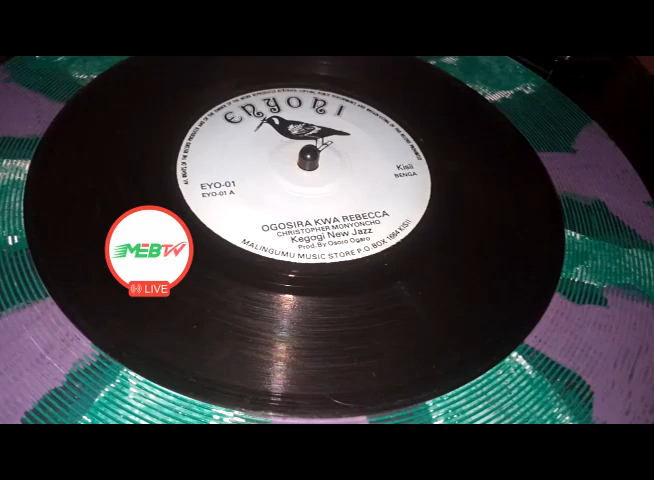 ENYONI
EYO-01
EYO-01 A
Kisii
BENGA
OGOSIRA KWA REBECCA
CHRISTOPHER MONYONCHO
Kegogi New Jazz
Prod. By Osoro Ogaro
MALINGUMU MUSIC STORE P.O. BOX 1664 KISII
MEBTV
LIVE